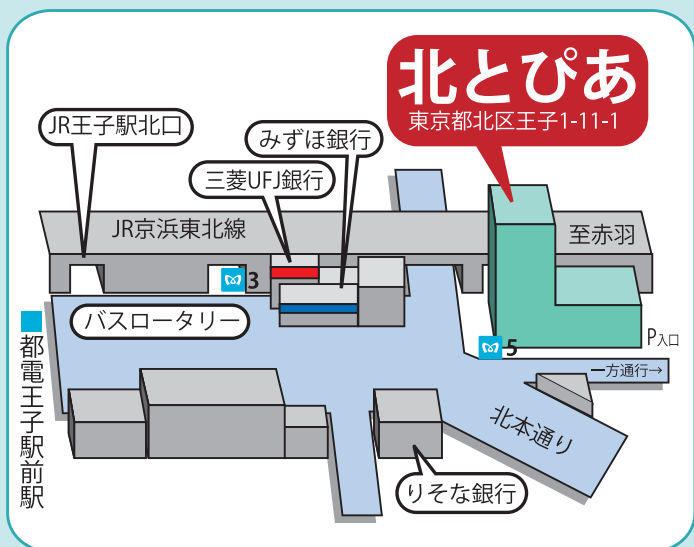 北とぴあ
東京都北区王子1-11-1
JR王子駅北口
みずほ銀行
三菱UFJ銀行
JR京浜東北線
至赤羽
3
バスロータリー
都電王子駅前駅
5
P入口
一方通行→
北本通り
りそな銀行